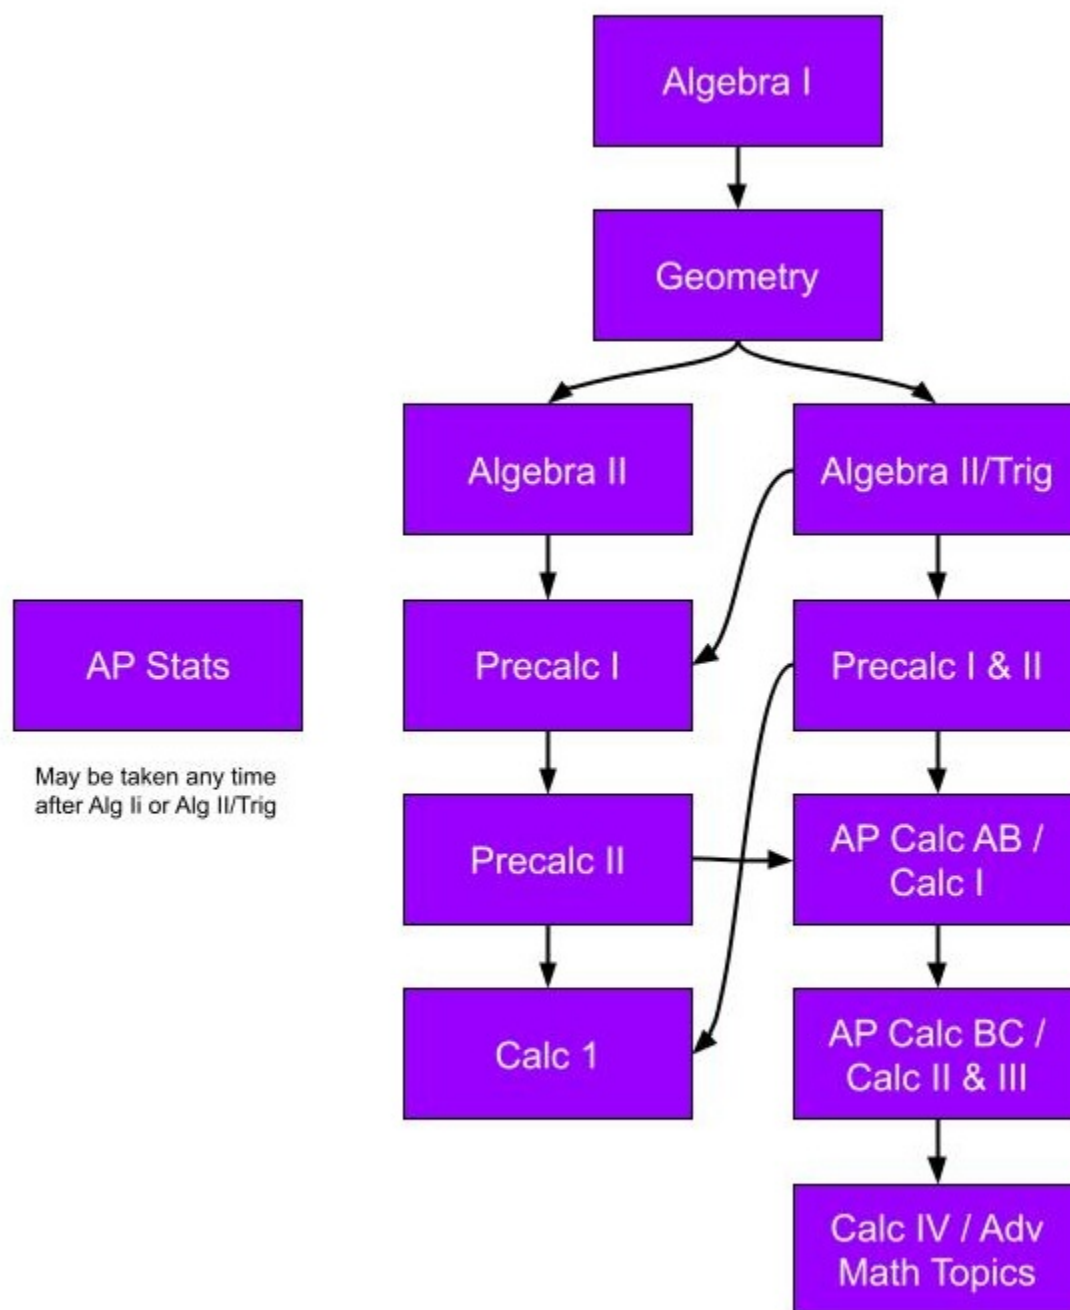 Algebra I
Geometry
Algebra II
Algebra II/Trig
AP Stats
Precalc I
Precalc I & II
May be taken any time
after Alg Ii or Alg II/Trig
Precalc II
AP Calc AB /
Calc I
Calc 1
AP Calc BC /
Calc II & III
Calc IV / Adv
Math Topics